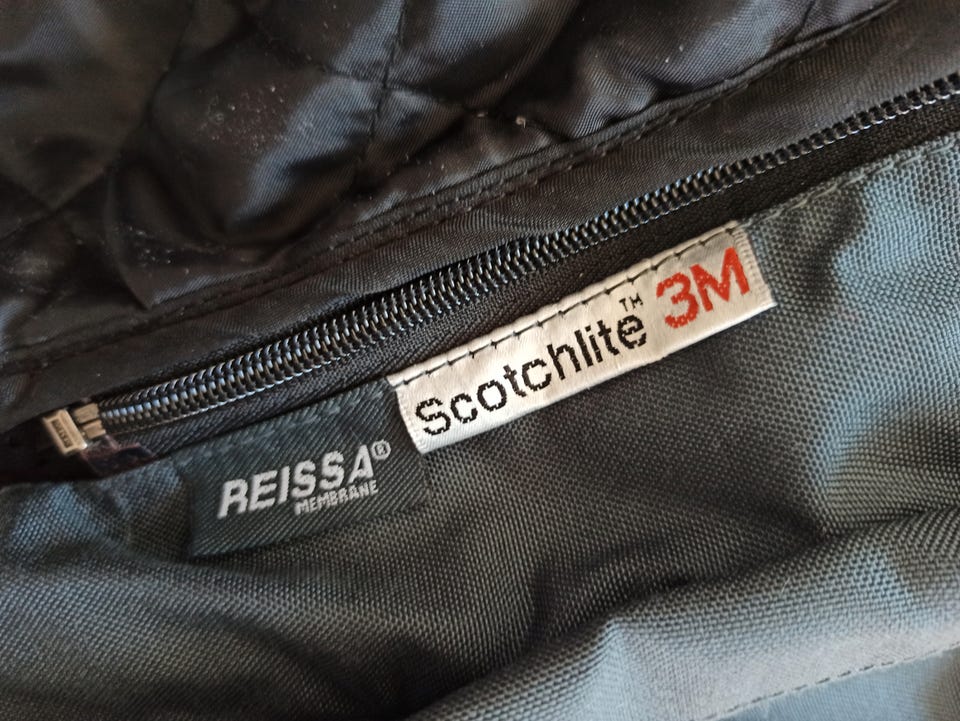 Scotchlite™ 3M
REISSA®
MEMBRANE